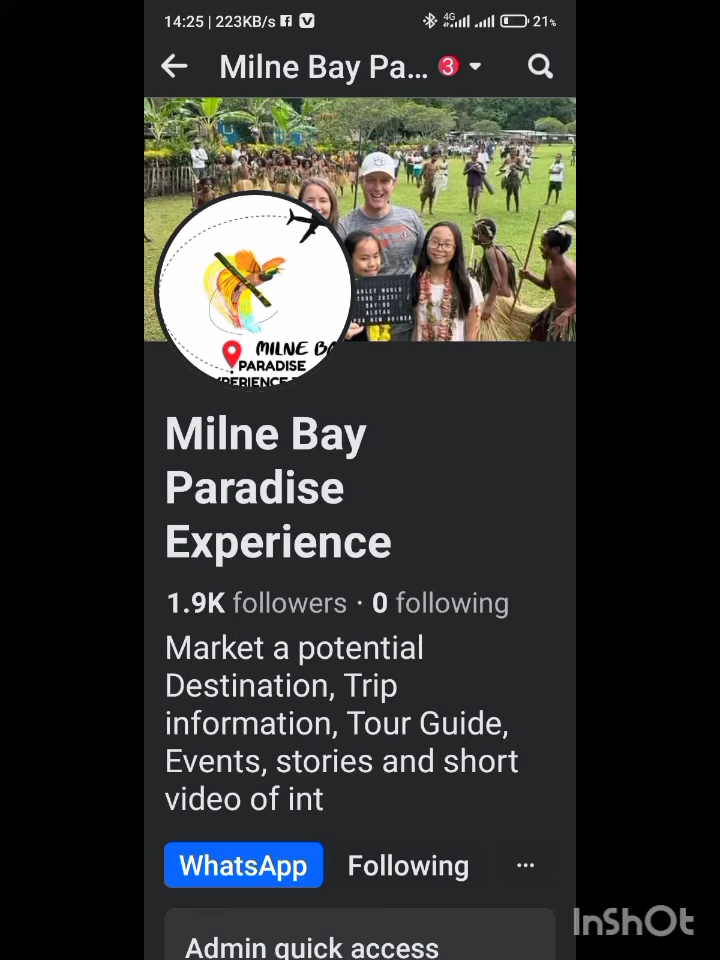 14:25 | 223KB/s
4G
21%
Milne Bay Pa... 3
MILNE BA
PARADISE
PERIENCE
Milne Bay
Paradise
Experience
1.9K followers · 0 following
Market a potential
Destination, Trip
information, Tour Guide,
Events, stories and short
video of int
WhatsApp
Following
...
InShOt
Admin quick access